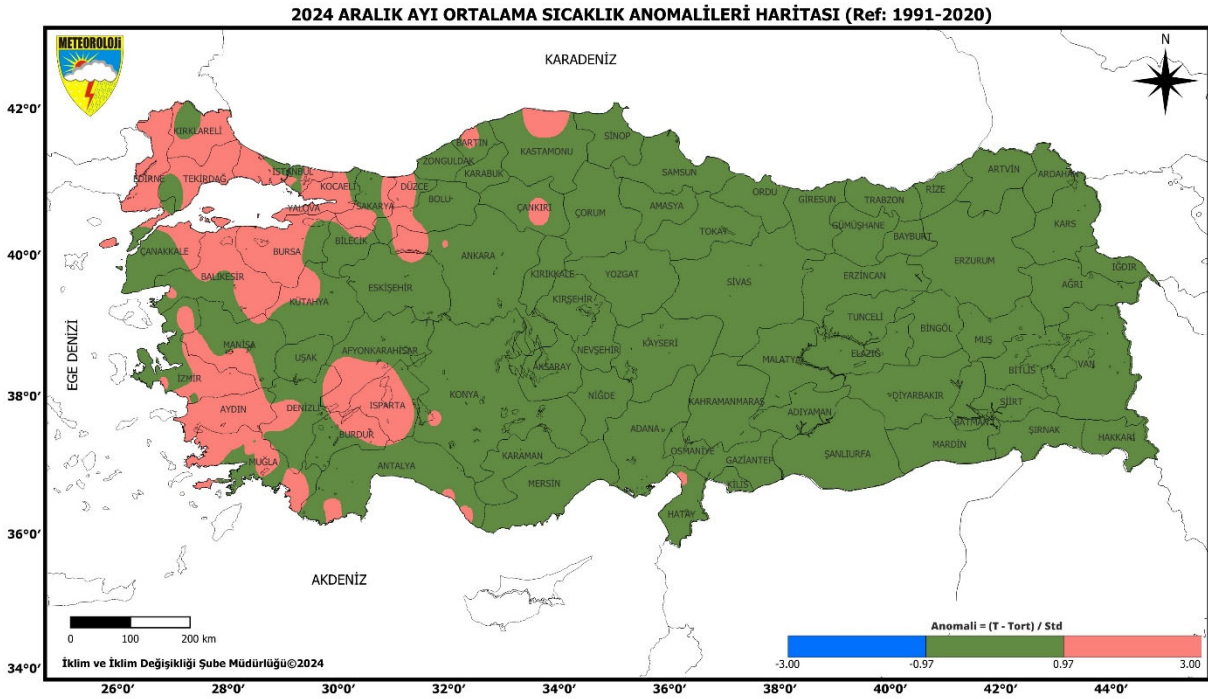 2024 ARALIK AYI ORTALAMA SICAKLIK ANOMALİLERİ HARİTASI (Ref: 1991-2020)
METEOROLOJİ
KARADENİZ
N
42°0'
40°0'
38°0'
36°0'
34°0'
KIRKLARELİ
EDİRNE
TEKİRDAĞ
İSTANBUL
KOCAELİ
YALOVA
SAKARYA
DÜZCE
BOLU
ZONGULDAK
BARTIN
KARABÜK
KASTAMONU
SİNOP
SAMSUN
ORDU
GİRESUN
TRABZON
RİZE
ARTVİN
ARDAHAN
ÇANKIRI
ÇORUM
AMASYA
TOKAT
GÜMÜŞHANE
BAYBURT
KARS
ÇANAKKALE
BALIKESİR
BURSA
BİLECİK
ESKİŞEHİR
KÜTAHYA
ANKARA
KIRIKKALE
YOZGAT
SİVAS
ERZİNCAN
ERZURUM
IĞDIR
AĞRI
KIRŞEHİR
TUNCELİ
BİNGÖL
MUŞ
MANİSA
UŞAK
AFYONKARAHİSAR
NEVŞEHİR
KAYSERİ
AKSARAY
MALATYA
ELAZIĞ
BİTLİS
VAN
İZMİR
AYDIN
DENİZLİ
ISPARTA
BURDUR
KONYA
NİĞDE
KAHRAMANMARAŞ
ADIYAMAN
DİYARBAKIR
BATMAN
SİİRT
ŞIRNAK
HAKKARİ
MUĞLA
ANTALYA
KARAMAN
MERSİN
ADANA
OSMANİYE
GAZİANTEP
KİLİS
ŞANLIURFA
MARDİN
HATAY
EGE DENİZİ
AKDENİZ
0 100 200 km
İklim ve İklim Değişikliği Şube Müdürlüğü©2024
Anomali = (T - Tort) / Std
-3.00 -0.97 0.97 3.00
26°0' 28°0' 30°0' 32°0' 34°0' 36°0' 38°0' 40°0' 42°0' 44°0'